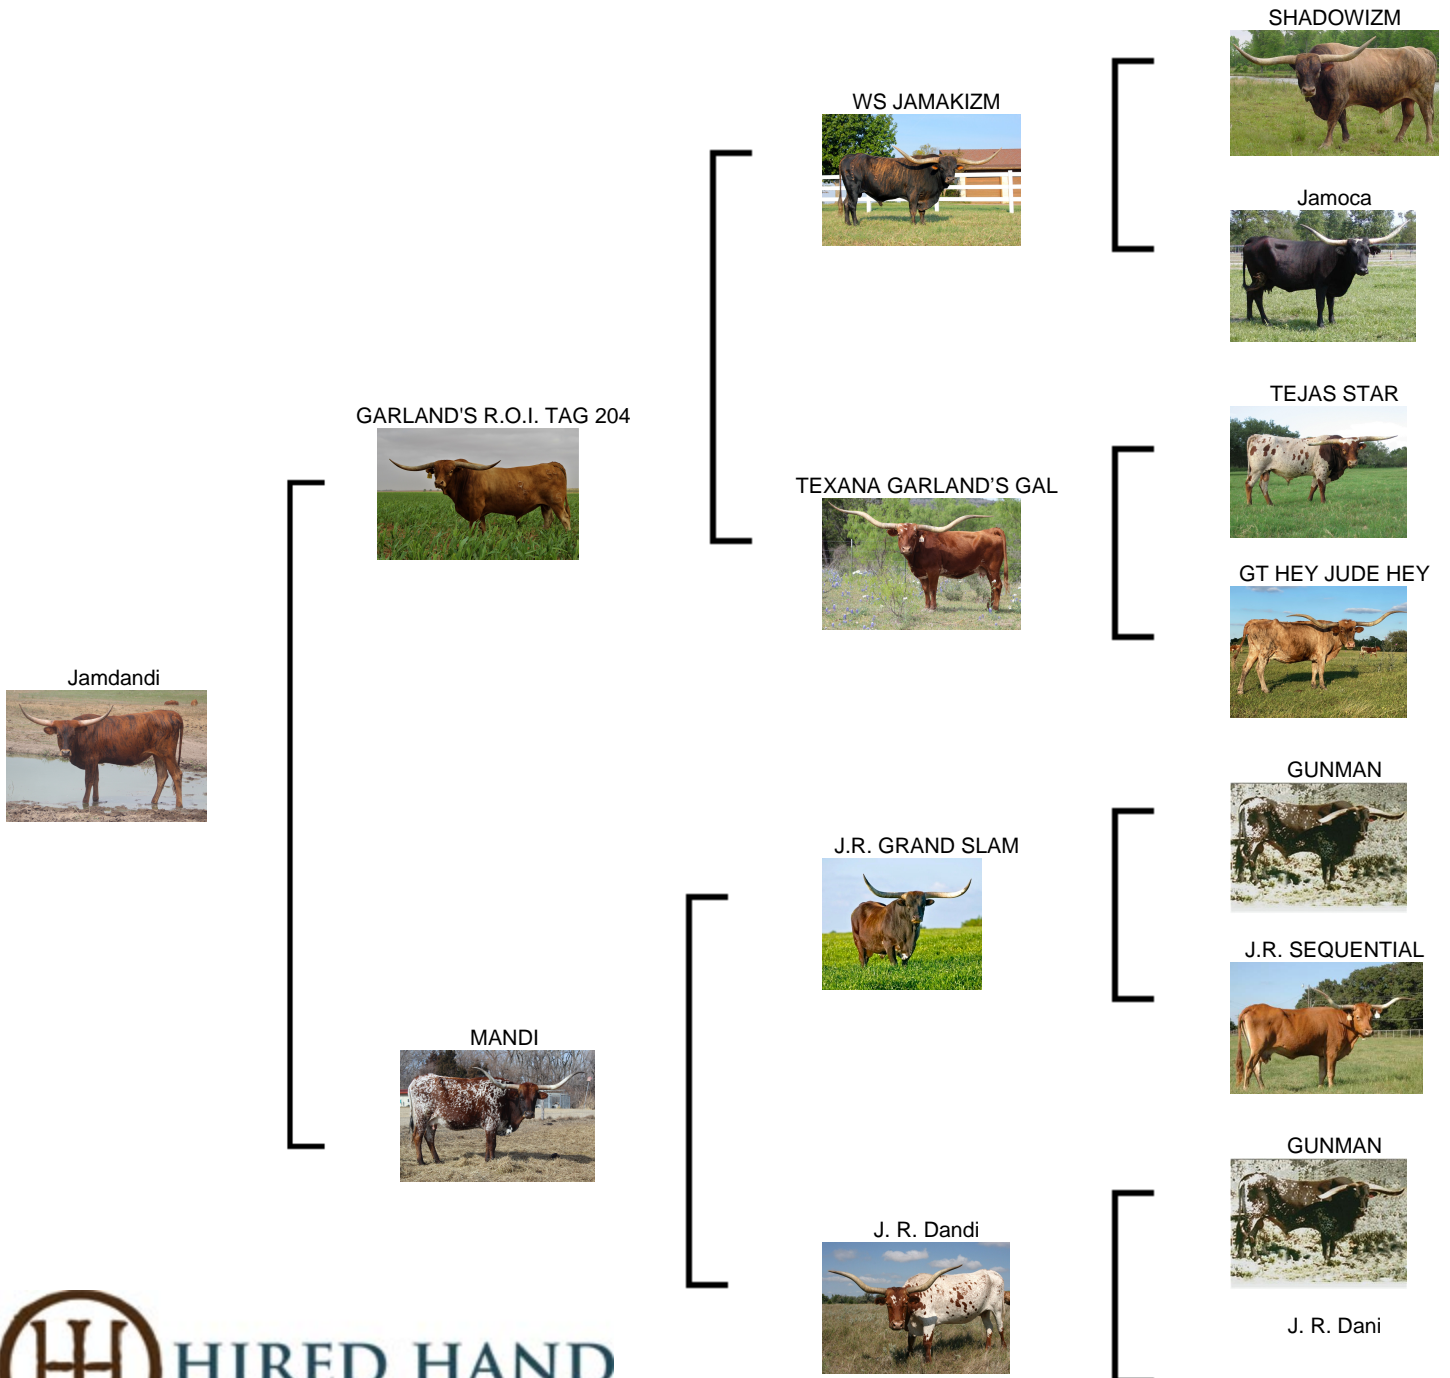 SHADOWIZM
WS JAMAKIZM
Jamoca
TEJAS STAR
GARLAND'S R.O.I. TAG 204
TEXANA GARLAND'S GAL
GT HEY JUDE HEY
Jamdandi
GUNMAN
J.R. GRAND SLAM
J.R. SEQUENTIAL
MANDI
GUNMAN
J. R. Dandi
J. R. Dani
HIRED HAND